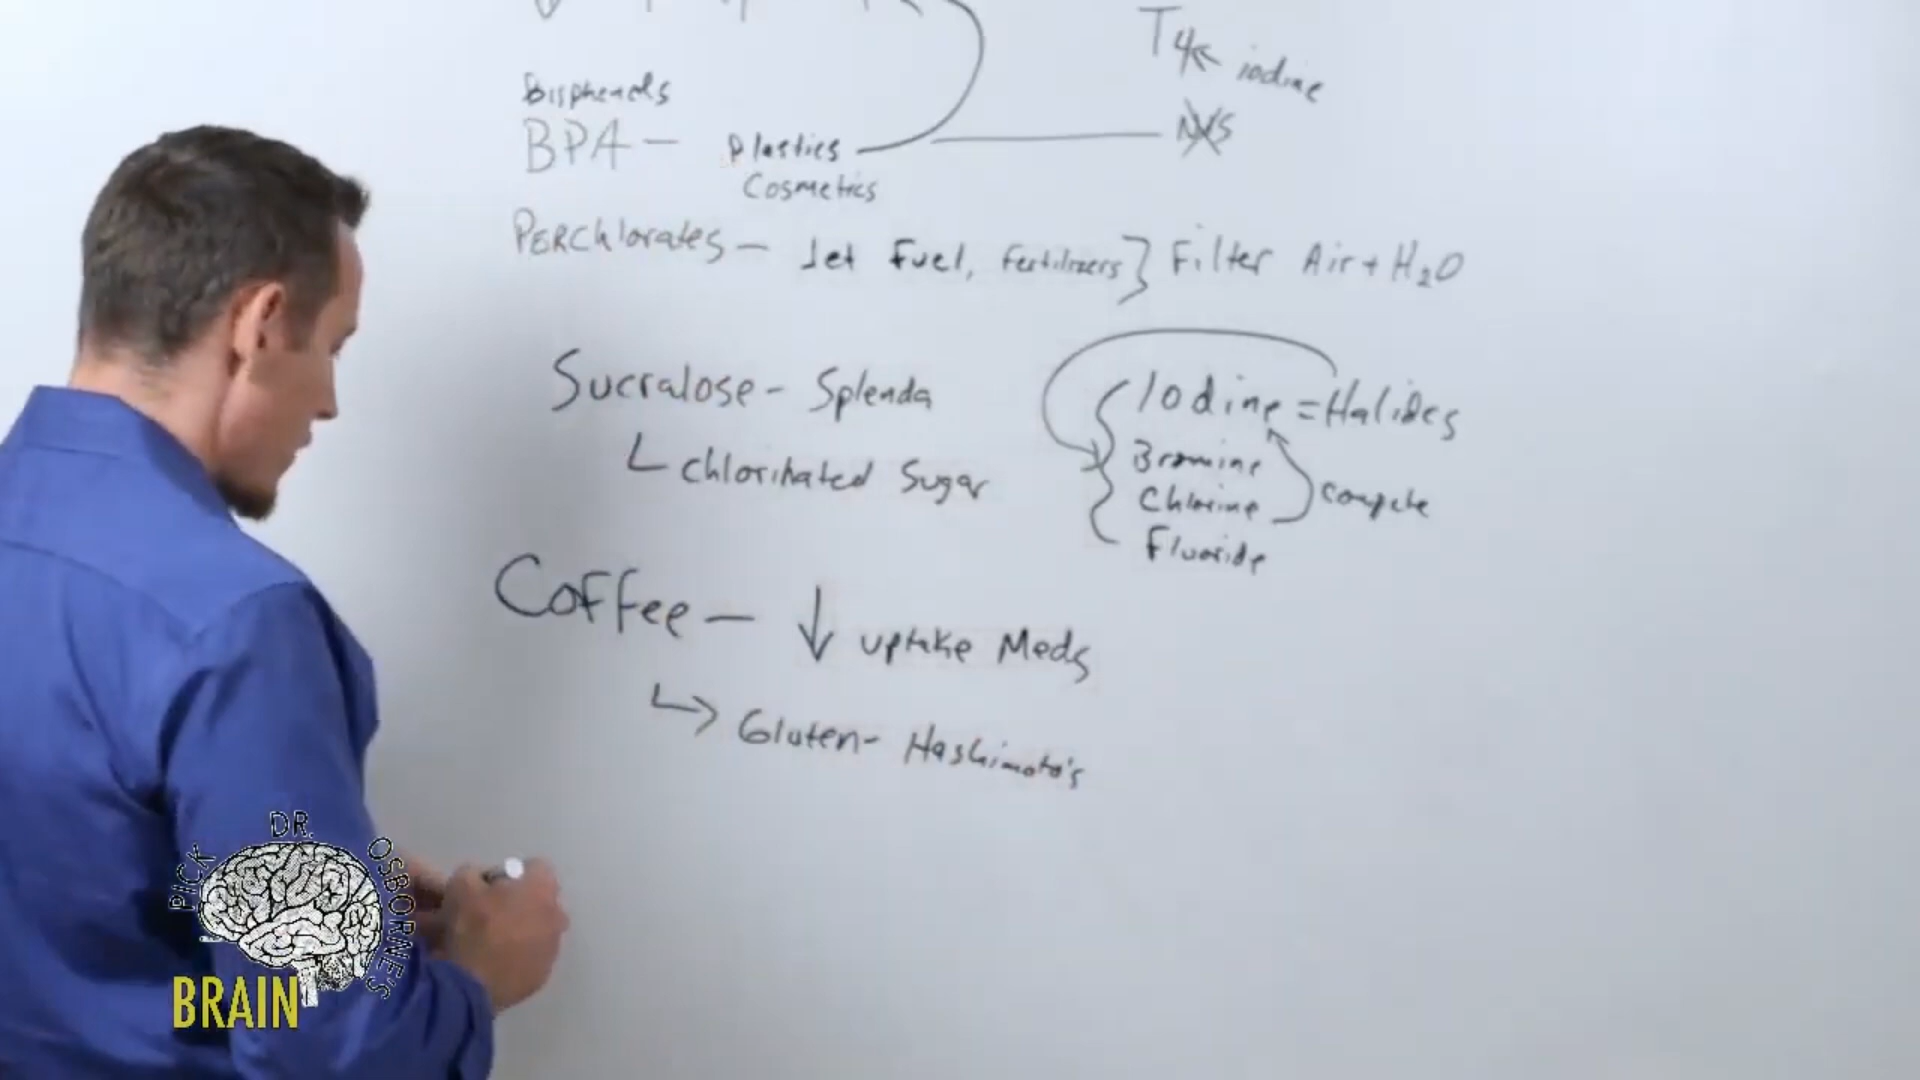 T4 ← iodine
Bisphenols
BPA — Plastics
Cosmetics
NIS
PERChlorates — Jet Fuel, Fertilizers } Filter Air + H₂O
Sucralose - Splenda
Chlorinated Sugar
Iodine = Halides
Bromine
Chlorine
Fluoride
compete
Coffee — ↓ uptake Meds
↳ Gluten - Hashimoto's
PICK DR. OSBORNE'S
BRAIN